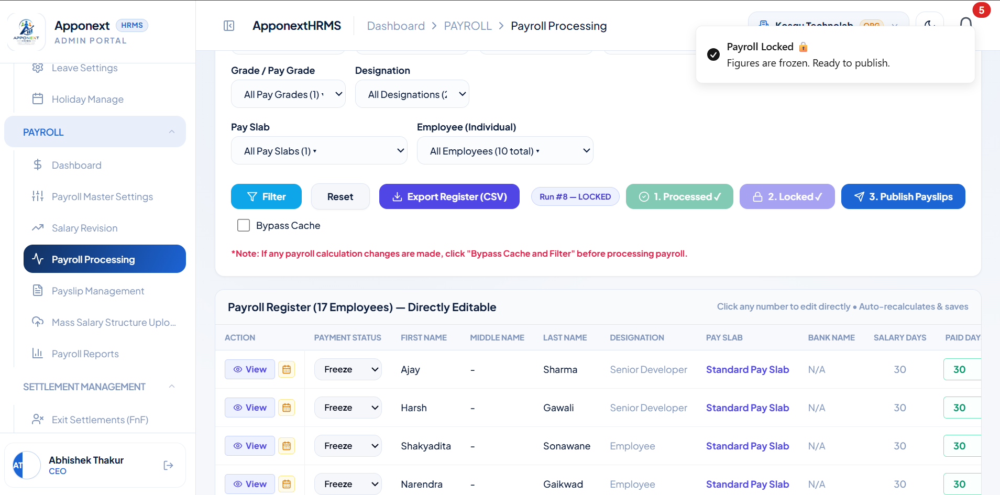 5
Apponext HRMS
ADMIN PORTAL
APPONEXT
HRMS
ApponextHRMS
Dashboard > PAYROLL > Payroll Processing
Payroll Locked 🔒
Figures are frozen. Ready to publish.
Leave Settings
Holiday Manage
PAYROLL
Dashboard
Payroll Master Settings
Salary Revision
Payroll Processing
Payslip Management
Mass Salary Structure Uplo...
Payroll Reports
SETTLEMENT MANAGEMENT
Exit Settlements (FnF)
AT
Abhishek Thakur
CEO
Grade / Pay Grade Designation
All Pay Grades (1) ▾ All Designations (2
Pay Slab Employee (Individual)
All Pay Slabs (1) ▾ All Employees (10 total) ▾
Filter Reset Export Register (CSV) Run #8 — LOCKED 1. Processed ✓ 2. Locked ✓ 3. Publish Payslips
Bypass Cache
*Note: If any payroll calculation changes are made, click "Bypass Cache and Filter" before processing payroll.
Payroll Register (17 Employees) — Directly Editable Click any number to edit directly • Auto-recalculates & saves
ACTION PAYMENT STATUS FIRST NAME MIDDLE NAME LAST NAME DESIGNATION PAY SLAB BANK NAME SALARY DAYS PAID DAY
View Freeze Ajay - Sharma Senior Developer Standard Pay Slab N/A 30 30
View Freeze Harsh - Gawali Senior Developer Standard Pay Slab N/A 30 30
View Freeze Shakyadita - Sonawane Employee Standard Pay Slab N/A 30 30
View Freeze Narendra - Gaikwad Employee Standard Pay Slab N/A 30 30